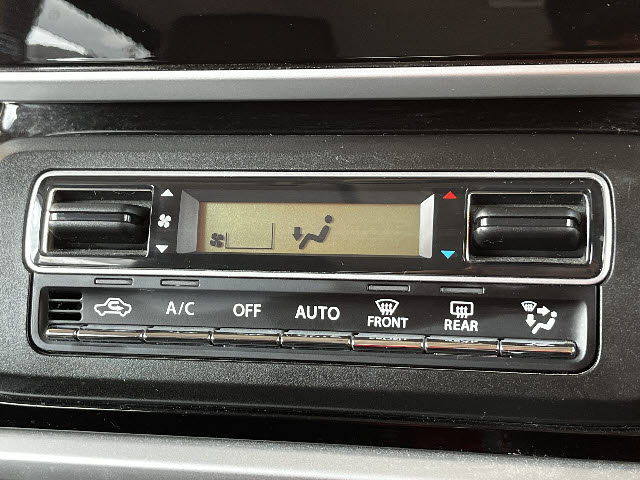 A/C OFF AUTO FRONT REAR